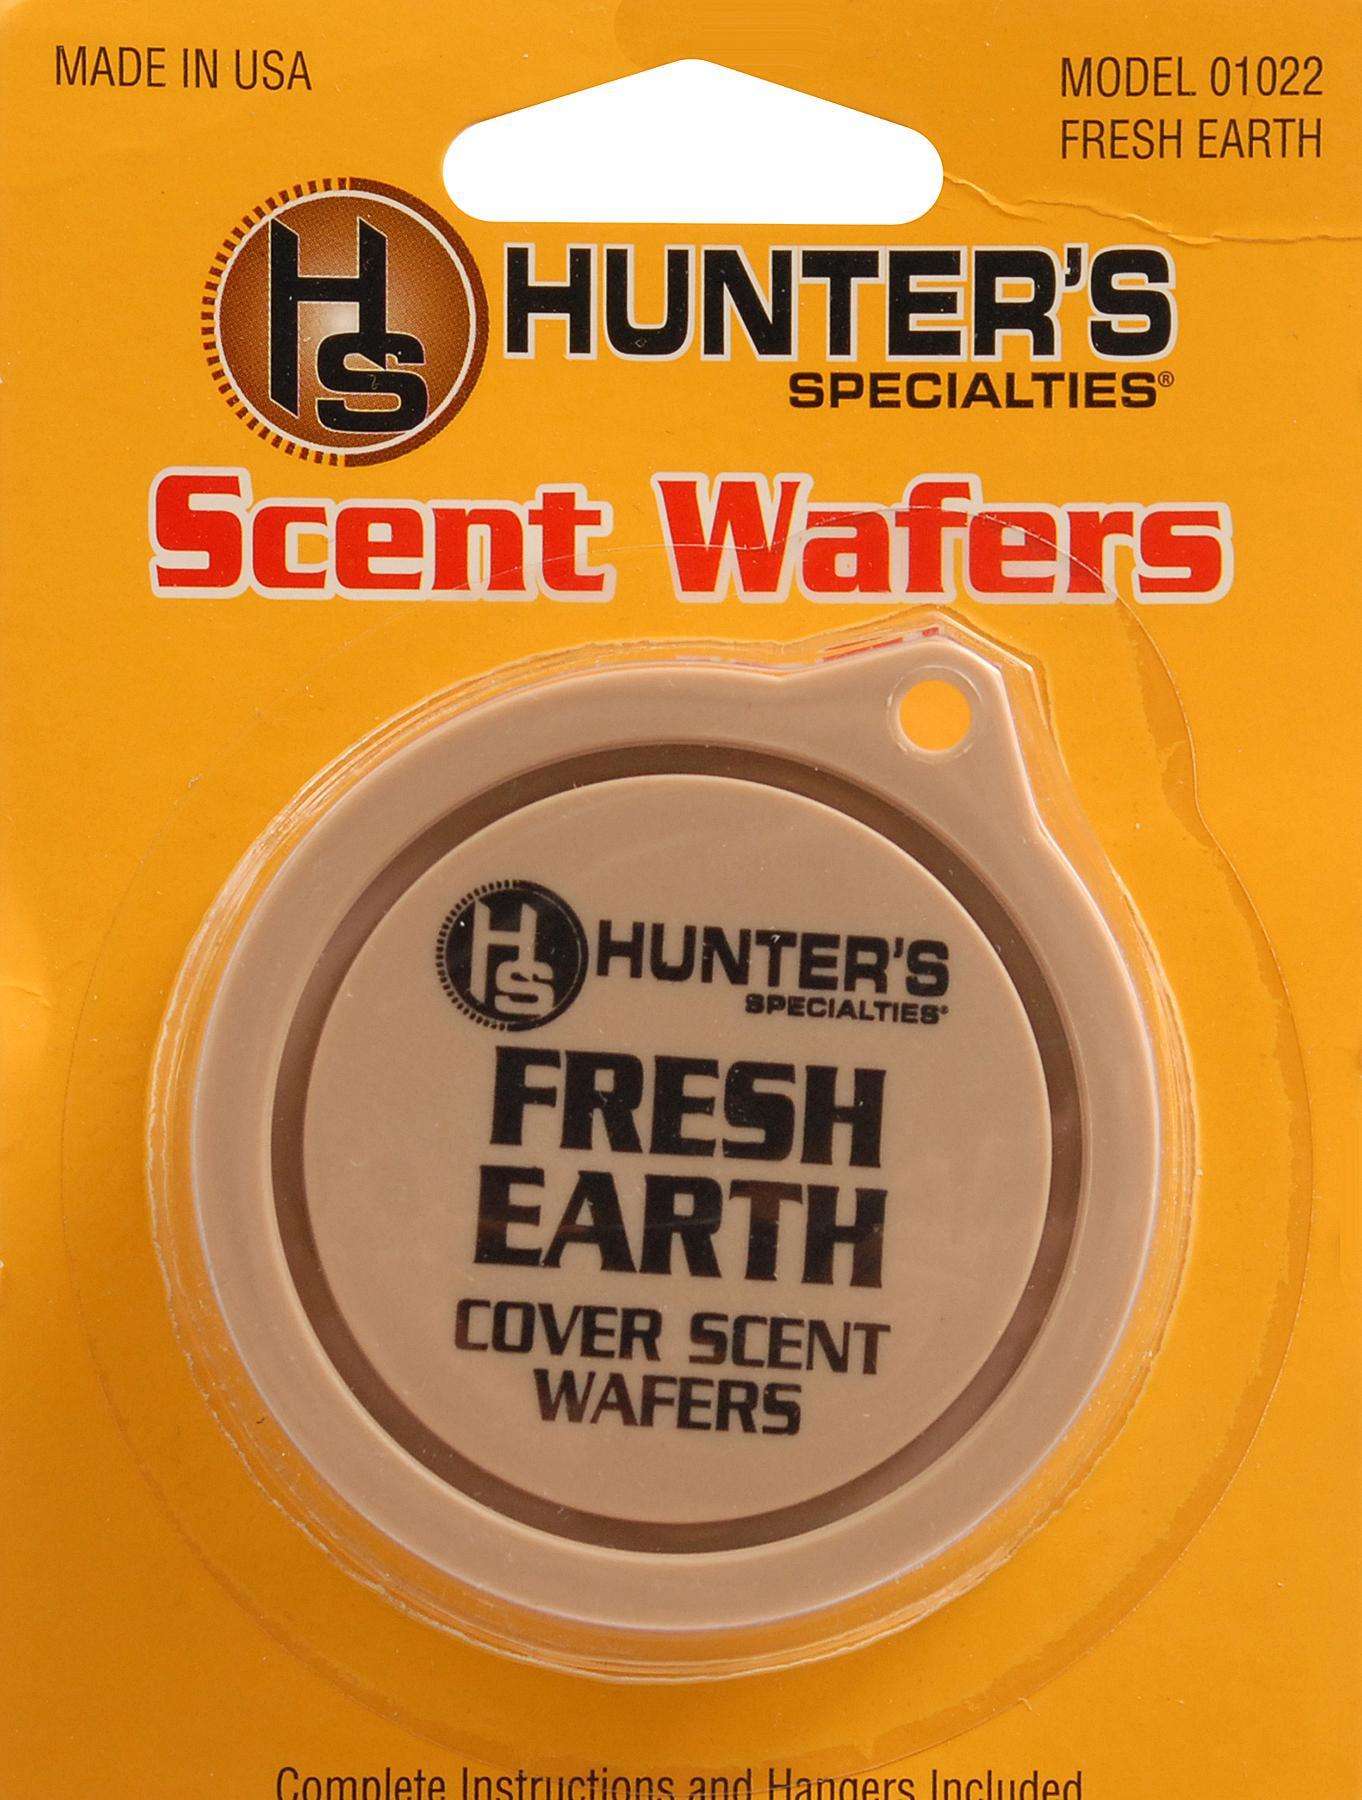 MADE IN USA
MODEL 01022
FRESH EARTH
HS
HUNTER'S
SPECIALTIES®
Scent Wafers
HS
HUNTER'S
SPECIALTIES®
FRESH
EARTH
COVER SCENT
WAFERS
Complete Instructions and Hangers Included